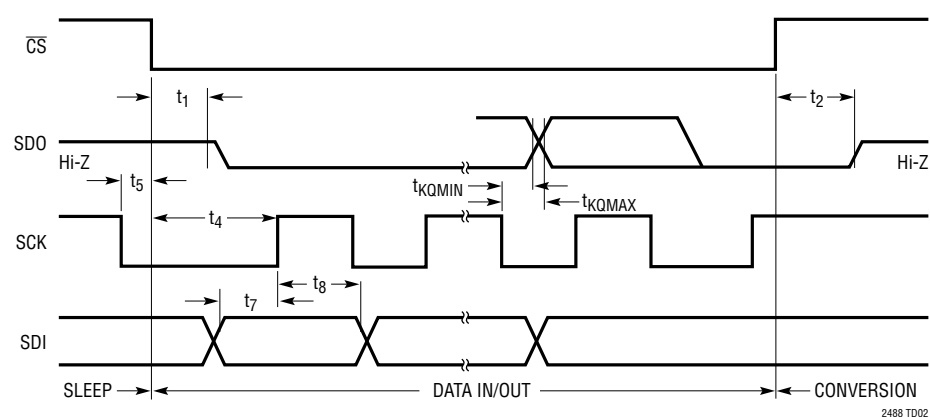 CS
t1
t2
SDO
Hi-Z
Hi-Z
t5
tKQMIN
tKQMAX
t4
SCK
t8
t7
SDI
SLEEP
DATA IN/OUT
CONVERSION
2488 TD02